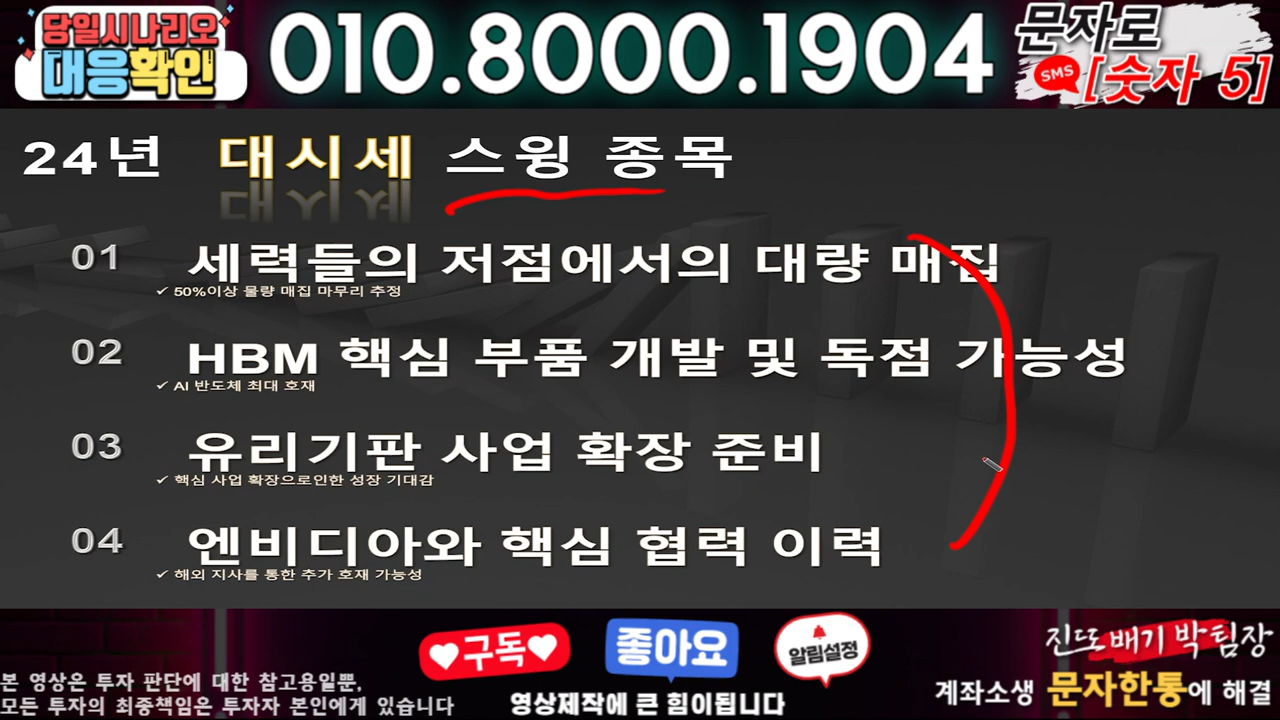 당일시나리오
대응확인
010.8000.1904
문자로
SMS
[숫자 5]
24년 대시세 스윙 종목
01 세력들의 저점에서의 대량 매집
✓ 50%이상 물량 매집 마무리 추정
02 HBM 핵심 부품 개발 및 독점 가능성
✓ AI 반도체 최대 호재
03 유리기판 사업 확장 준비
✓ 핵심 사업 확장으로인한 성장 기대감
04 엔비디아와 핵심 협력 이력
✓ 해외 지사를 통한 추가 호재 가능성
구독
좋아요
알림설정
영상제작에 큰 힘이됩니다
본 영상은 투자 판단에 대한 참고용일뿐,
모든 투자의 최종책임은 투자자 본인에게 있습니다
진또배기 박팀장
계좌소생 문자한통에 해결